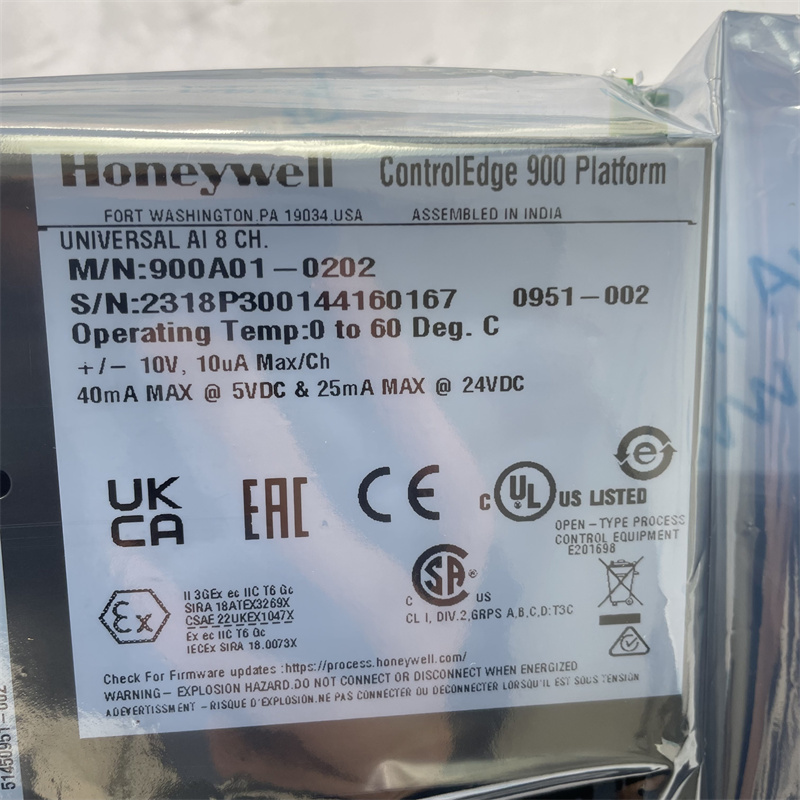 Honeywell ControlEdge 900 Platform
FORT WASHINGTON,PA 19034,USA ASSEMBLED IN INDIA
UNIVERSAL AI 8 CH.
M/N:900A01-0202
S/N:2318P300144160167 0951-002
Operating Temp:0 to 60 Deg. C
+/- 10V, 10uA Max/Ch
40mA MAX @ 5VDC & 25mA MAX @ 24VDC
UK
CA
EAC
CE
C UL US LISTED
OPEN-TYPE PROCESS
CONTROL EQUIPMENT
E201698
e
Ex
II 3GEx ec IIC T6 Gc
SIRA 18ATEX3269X
CSAE 22UKEX1047X
Ex ec IIC T6 Gc
IECEx SIRA 18.0073X
C SA ® US
CL I, DIV.2,GRPS A,B,C,D:T3C
Check For Firmware updates :https://process.honeywell.com/
WARNING- EXPLOSION HAZARD.DO NOT CONNECT OR DISCONNECT WHEN ENERGIZED
ADEVERTISSMENT - RISQUE D'EXPLOSION.NE PAS CONNECTER OU DECONNECTER LORSQU'IL EST SOUS TENSION
51450951-002